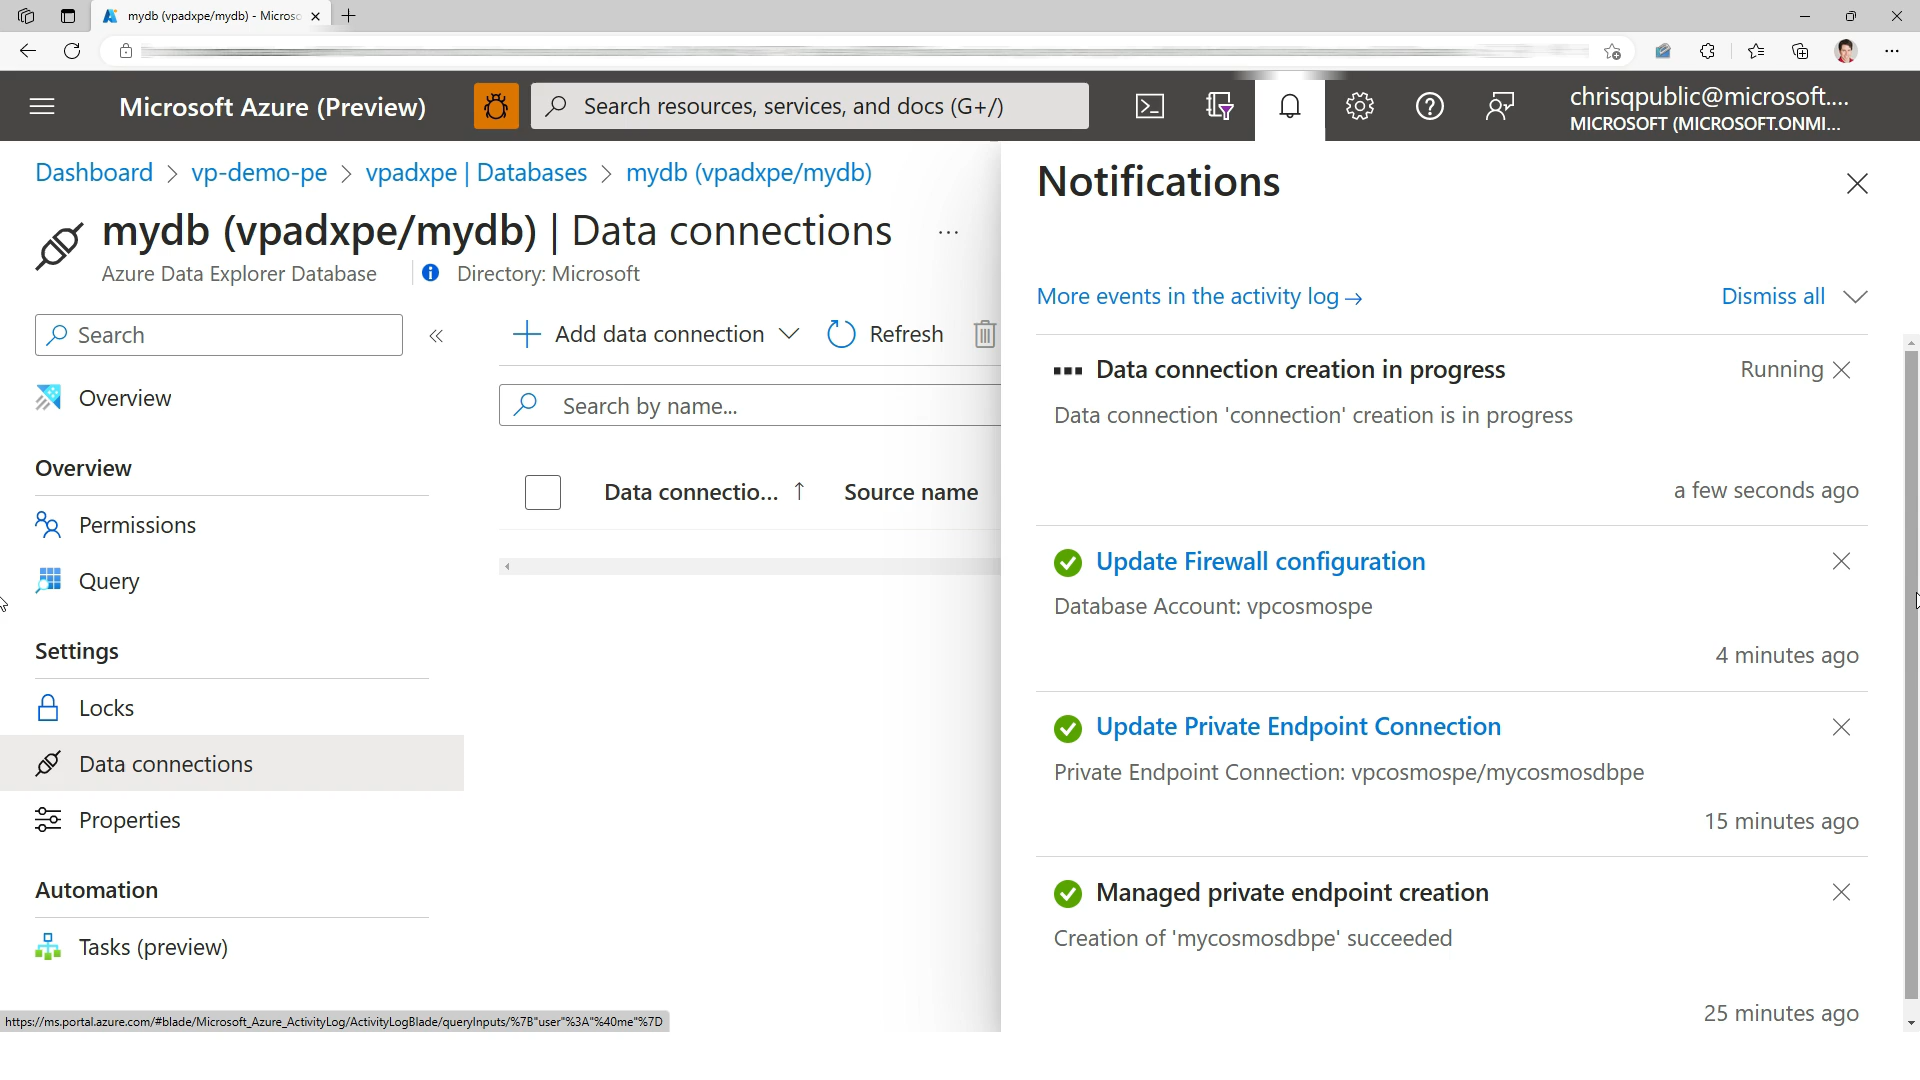 mydb (vpadxpe/mydb) - Micros
Microsoft Azure (Preview)
Search resources, services, and docs (G+/)
chrisqpublic@microsoft....
MICROSOFT (MICROSOFT.ONMI...
Dashboard > vp-demo-pe > vpadxpe | Databases > mydb (vpadxpe/mydb)
mydb (vpadxpe/mydb) | Data connections ...
Azure Data Explorer Database
Directory: Microsoft
Search
Overview
Overview
Permissions
Query
Settings
Locks
Data connections
Properties
Automation
Tasks (preview)
Add data connection
Refresh
Search by name...
Data connectio... ↑
Source name
Notifications
More events in the activity log →
Dismiss all
Data connection creation in progress
Running
Data connection 'connection' creation is in progress
a few seconds ago
Update Firewall configuration
Database Account: vpcosmospe
4 minutes ago
Update Private Endpoint Connection
Private Endpoint Connection: vpcosmospe/mycosmosdbpe
15 minutes ago
Managed private endpoint creation
Creation of 'mycosmosdbpe' succeeded
25 minutes ago
https://ms.portal.azure.com/#blade/Microsoft_Azure_ActivityLog/ActivityLogBlade/queryInputs/%7B"user"%3A"%40me"%7D